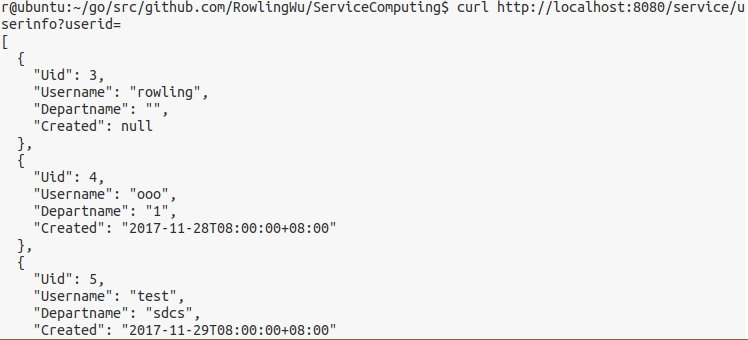 r@ubuntu:~/go/src/github.com/RowlingWu/ServiceComputing$ curl http://localhost:8080/service/u
serinfo?userid=
[
  {
    "Uid": 3,
    "Username": "rowling",
    "Departname": "",
    "Created": null
  },
  {
    "Uid": 4,
    "Username": "ooo",
    "Departname": "1",
    "Created": "2017-11-28T08:00:00+08:00"
  },
  {
    "Uid": 5,
    "Username": "test",
    "Departname": "sdcs",
    "Created": "2017-11-29T08:00:00+08:00"